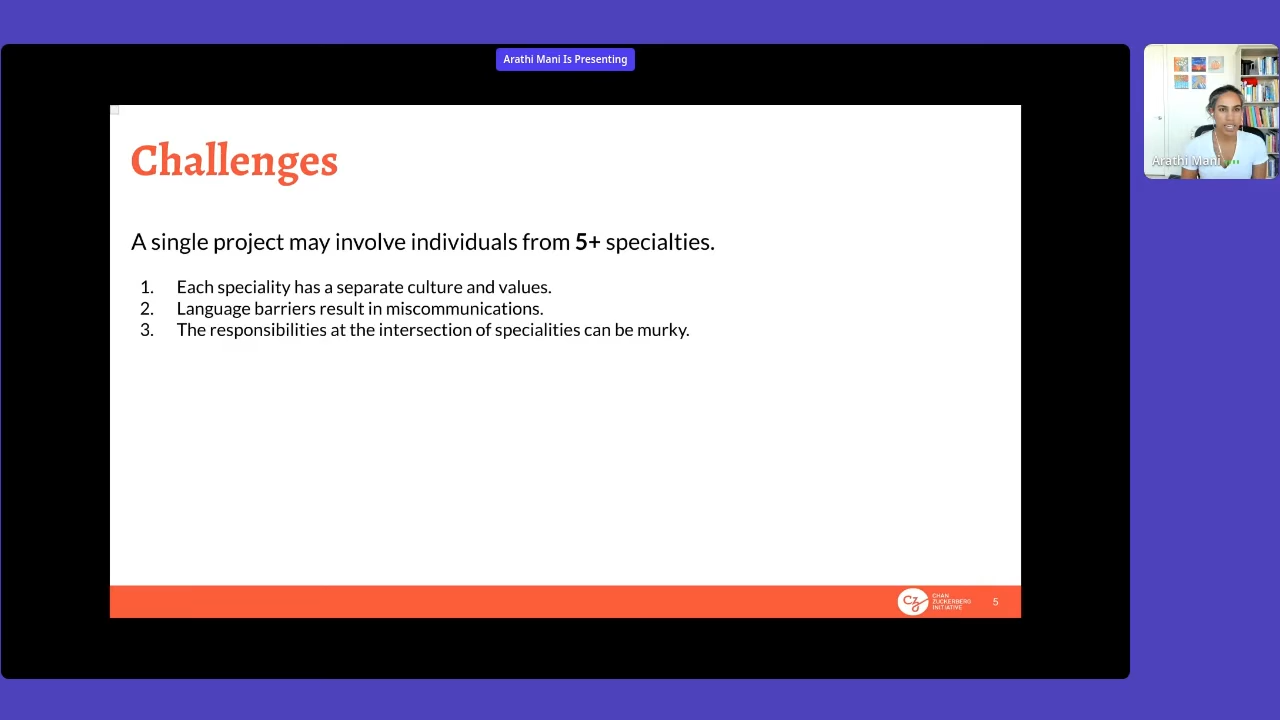 Arathi Mani Is Presenting
Challenges
A single project may involve individuals from 5+ specialties.
1. Each speciality has a separate culture and values.
2. Language barriers result in miscommunications.
3. The responsibilities at the intersection of specialities can be murky.
Arathi Mani
CZ
CHAN
ZUCKERBERG
INITIATIVE
5